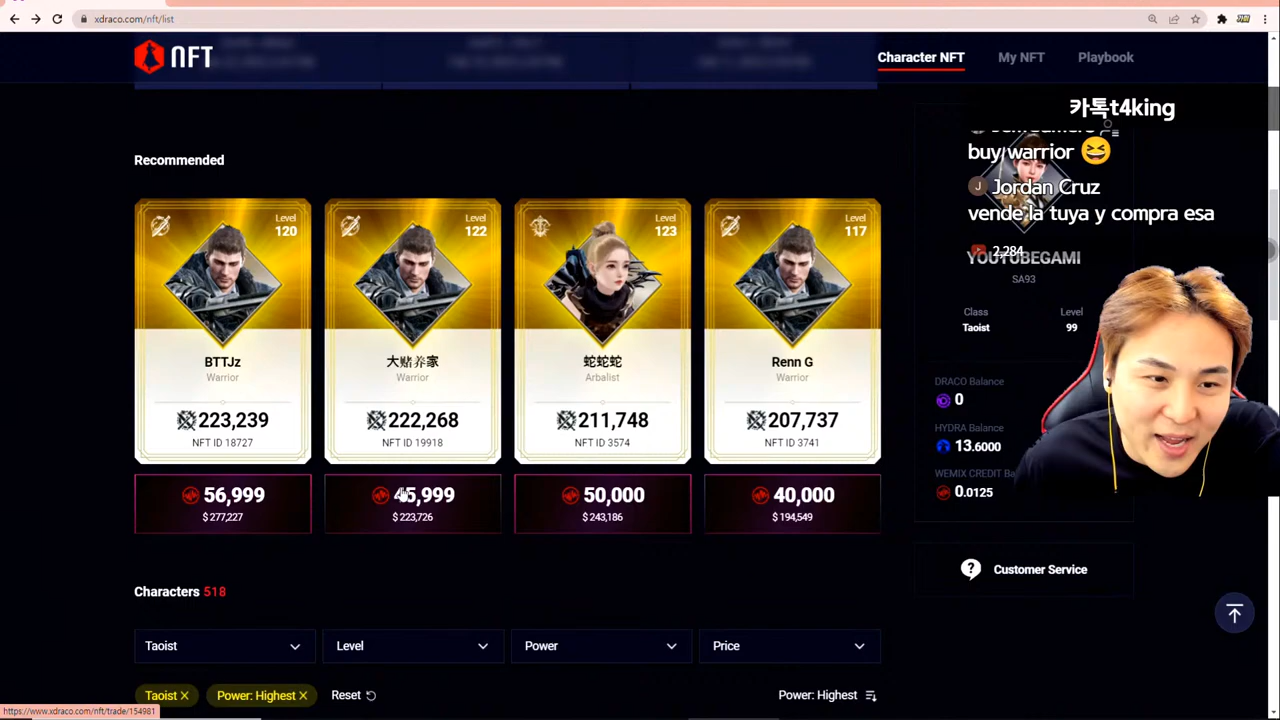 xdraco.com/nft/list
NFT
Character NFT
My NFT
Playbook
카톡t4king
Recommended
buy warrior 😆
Jordan Cruz
vende la tuya y compra esa
2,284
YOUTUBEGAMI
SA93
Class
Level
Taoist
99
DRACO Balance
0
HYDRA Balance
13.6000
WEMIX CREDIT Ba
0.0125
Customer Service
Level
120
BTTJz
Warrior
223,239
NFT ID 18727
56,999
$ 277,227
Level
122
大赌养家
Warrior
222,268
NFT ID 19918
45,999
$ 223,726
Level
123
蛇蛇蛇
Arbalist
211,748
NFT ID 3574
50,000
$ 243,186
Level
117
Renn G
Warrior
207,737
NFT ID 3741
40,000
$ 194,549
Characters 518
Taoist
Level
Power
Price
Taoist ×
Power: Highest ×
Reset
Power: Highest
https://www.xdraco.com/nft/trade/154981